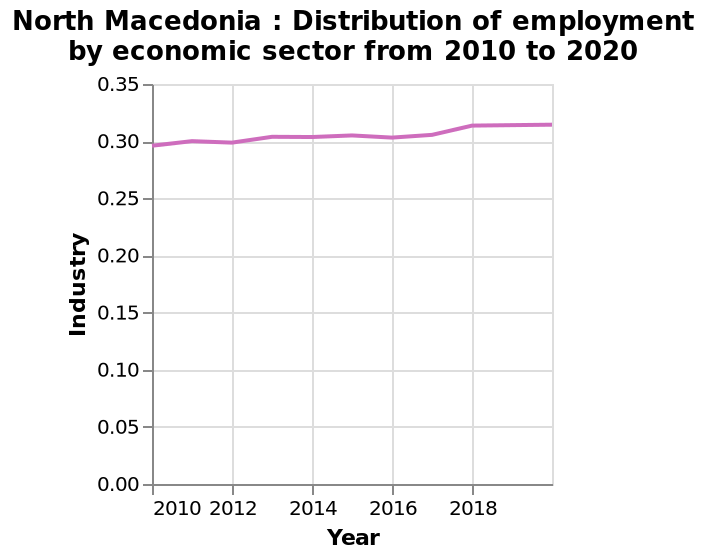 North Macedonia : Distribution of employment
by economic sector from 2010 to 2020
0.35
0.30
0.25
0.20
0.15
0.10
0.05
0.00
Industry
2010 2012 2014 2016 2018
Year